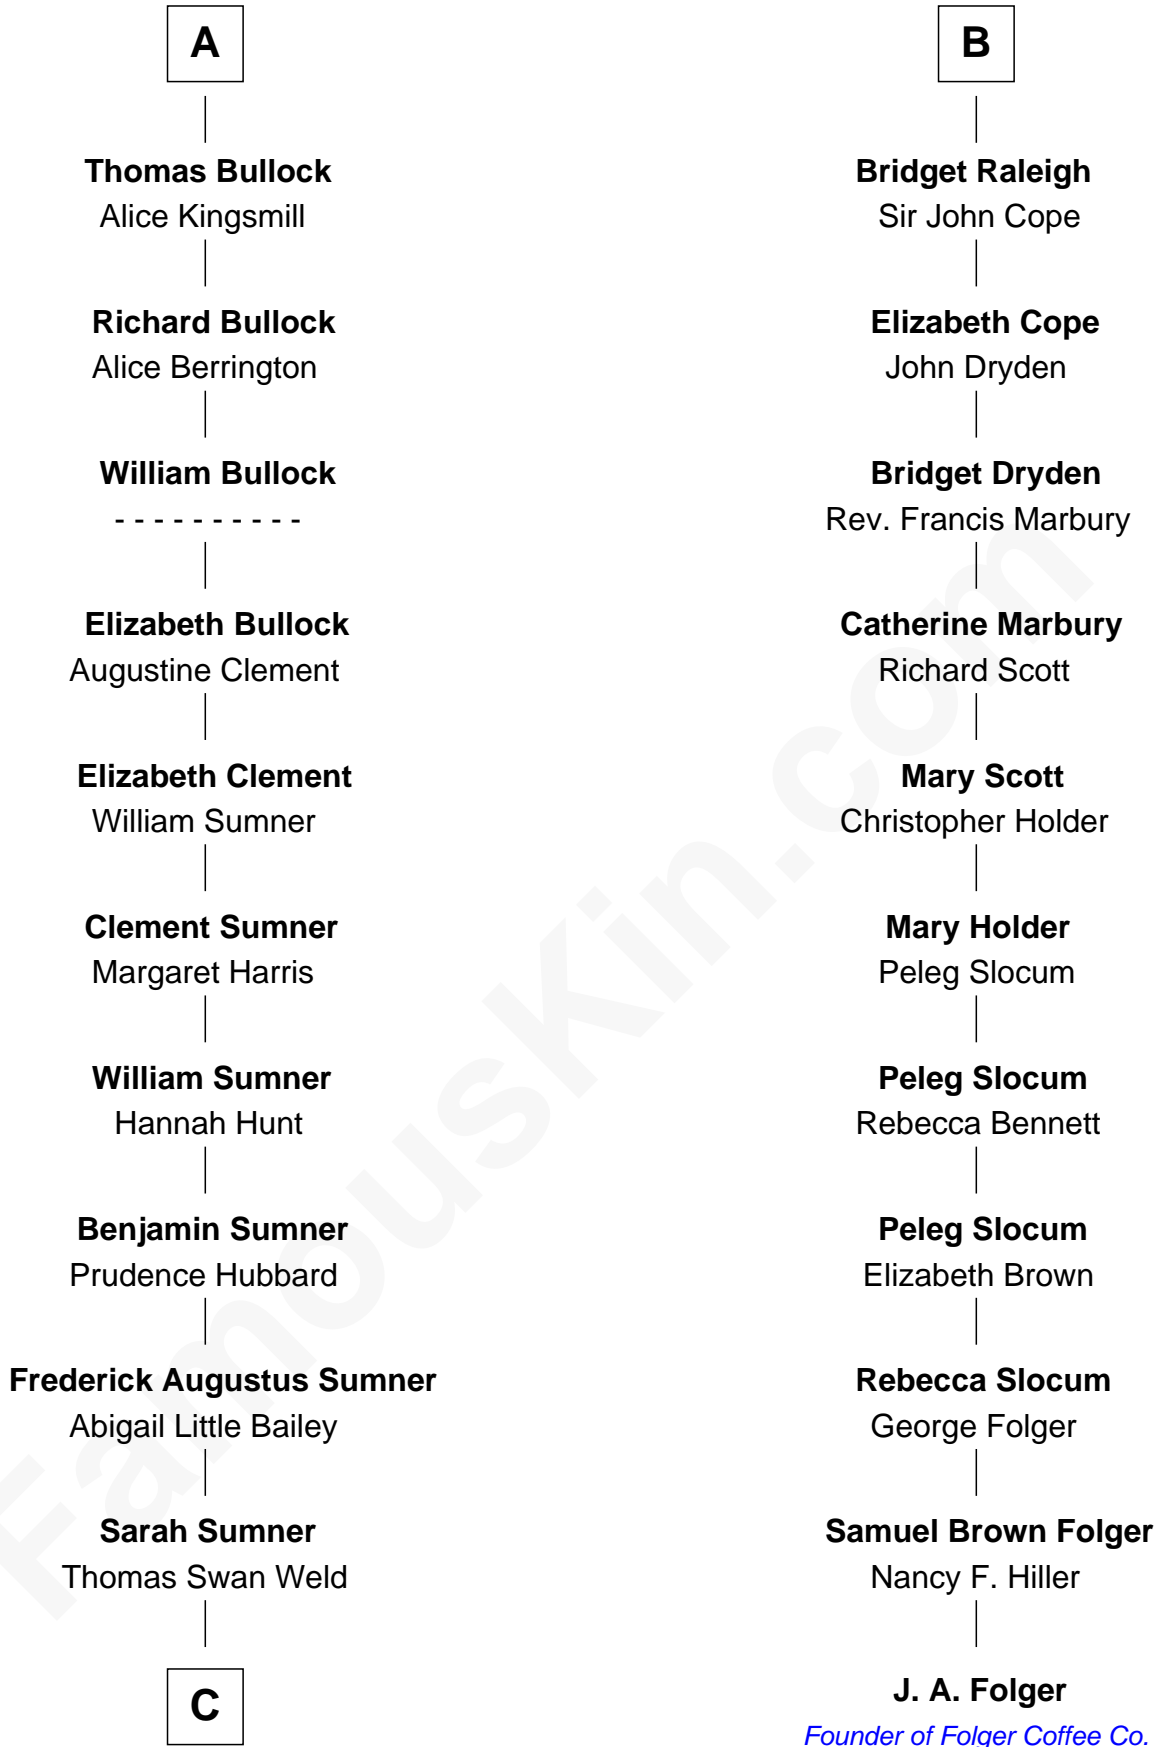 A
Thomas Bullock
Alice Kingsmill
Richard Bullock
Alice Berrington
William Bullock
- - - - - - - - - -
Elizabeth Bullock
Augustine Clement
Elizabeth Clement
William Sumner
Clement Sumner
Margaret Harris
William Sumner
Hannah Hunt
Benjamin Sumner
Prudence Hubbard
Frederick Augustus Sumner
Abigail Little Bailey
Sarah Sumner
Thomas Swan Weld
C
B
Bridget Raleigh
Sir John Cope
Elizabeth Cope
John Dryden
Bridget Dryden
Rev. Francis Marbury
Catherine Marbury
Richard Scott
Mary Scott
Christopher Holder
Mary Holder
Peleg Slocum
Peleg Slocum
Rebecca Bennett
Peleg Slocum
Elizabeth Brown
Rebecca Slocum
George Folger
Samuel Brown Folger
Nancy F. Hiller
J. A. Folger
Founder of Folger Coffee Co.
FamousKin.com